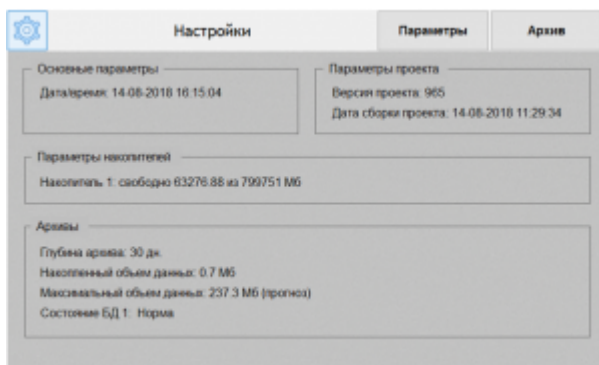 Настройки
Параметры
Архив
Основные параметры
Дата/время: 14-08-2018 16:15:04
Параметры проекта
Версия проекта: 965
Дата сборки проекта: 14-08-2018 11:29:34
Параметры накопителей
Накопитель 1: свободно 63276.88 из 799751 Мб
Архивы
Глубина архива: 30 дн.
Накопленный объем данных: 0.7 Мб
Максимальный объем данных: 237.3 Мб (прогноз)
Состояние БД 1: Норма